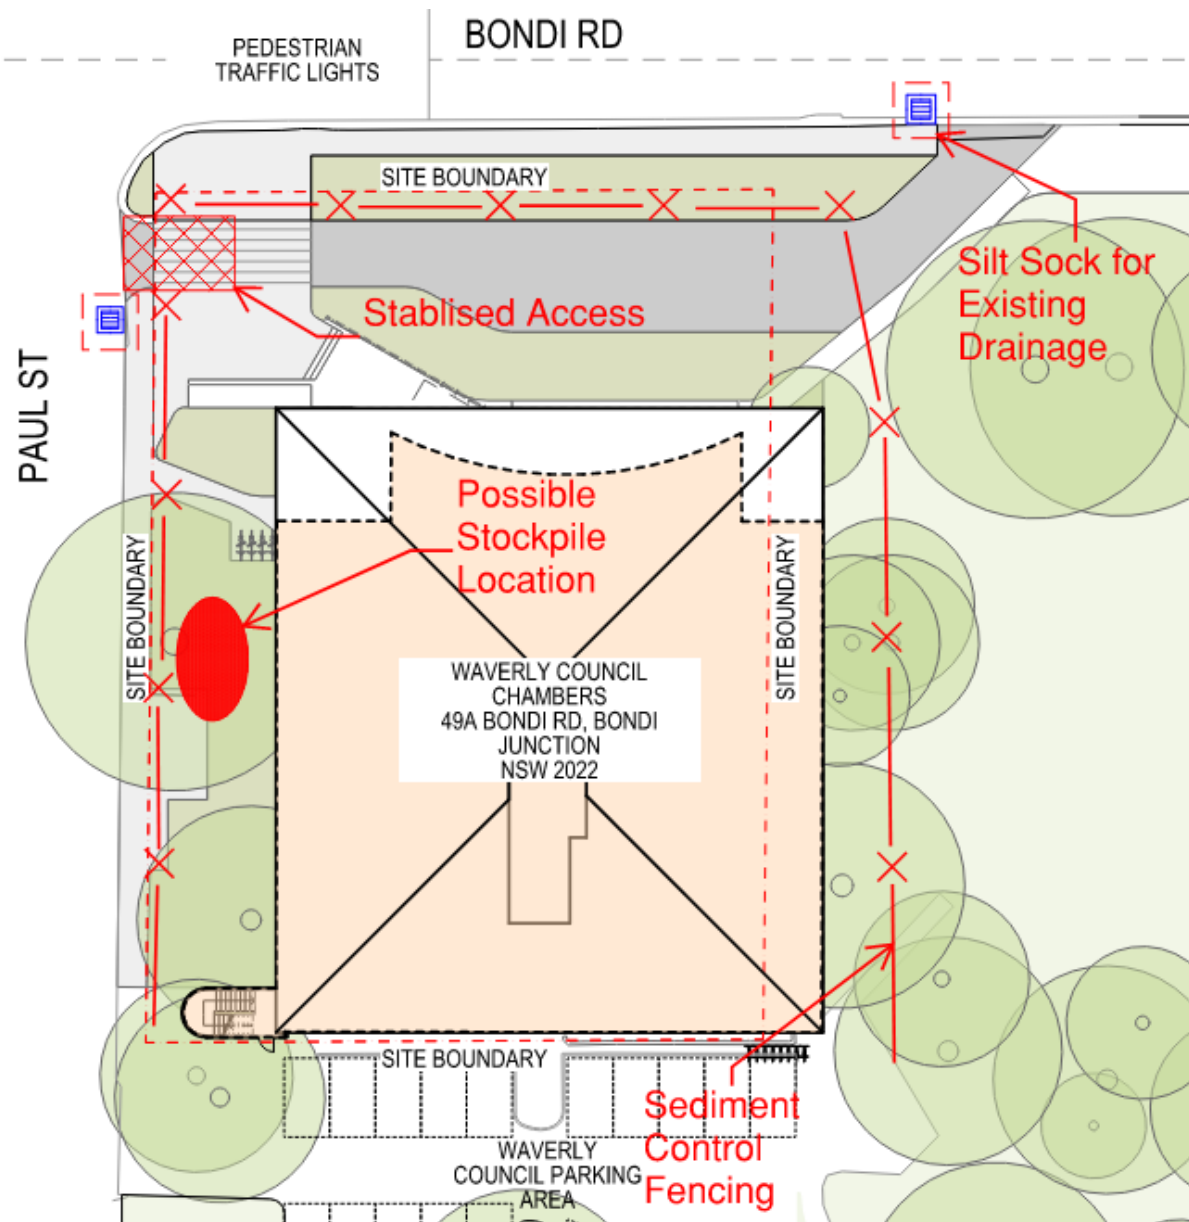 BONDI RD
PEDESTRIAN
TRAFFIC LIGHTS
SITE BOUNDARY
Silt Sock for
Existing
Drainage
Stablised Access
PAUL ST
Possible
Stockpile
Location
SITE BOUNDARY
SITE BOUNDARY
WAVERLY COUNCIL
CHAMBERS
49A BONDI RD, BONDI
JUNCTION
NSW 2022
SITE BOUNDARY
Sediment
Control
Fencing
WAVERLY
COUNCIL PARKING
AREA